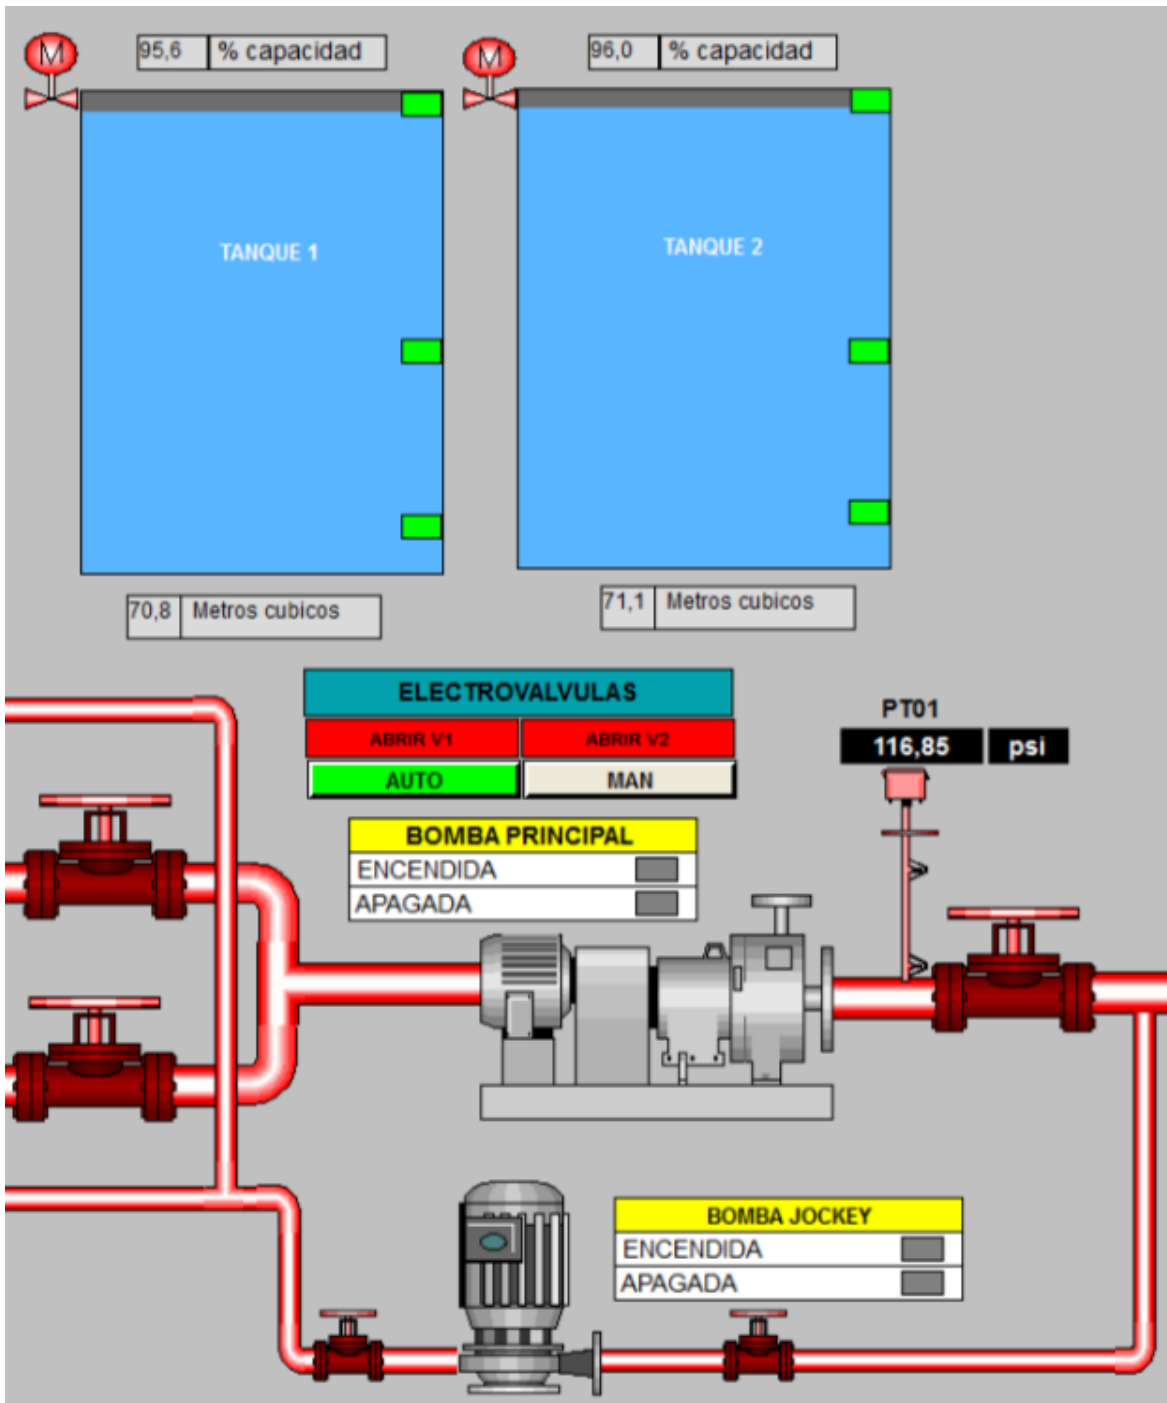 M
95,6 % capacidad
M
96,0 % capacidad
TANQUE 1
TANQUE 2
70,8 Metros cubicos
71,1 Metros cubicos
ELECTROVALVULAS
ABRIR V1 ABRIR V2
AUTO MAN
PT01
116,85 psi
BOMBA PRINCIPAL
ENCENDIDA
APAGADA
BOMBA JOCKEY
ENCENDIDA
APAGADA